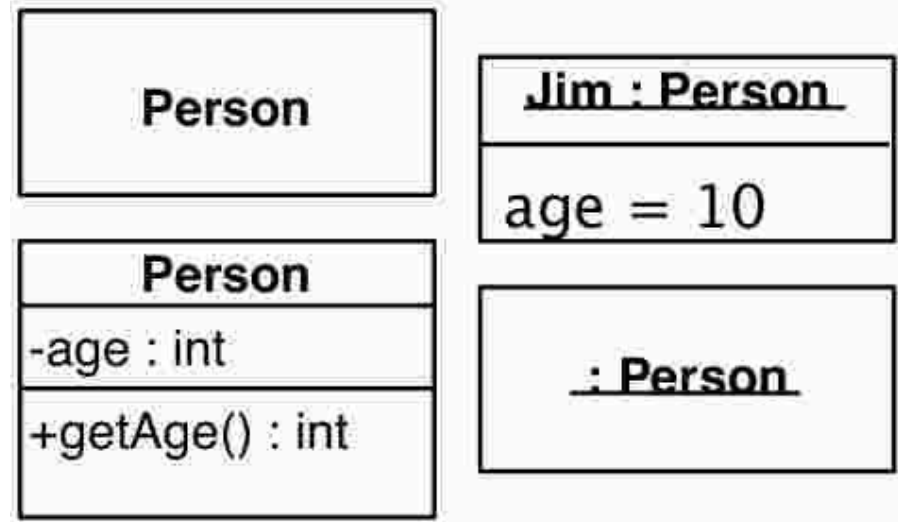 Person
Jim : Person
age = 10
Person
-age : int
+getAge() : int
: Person